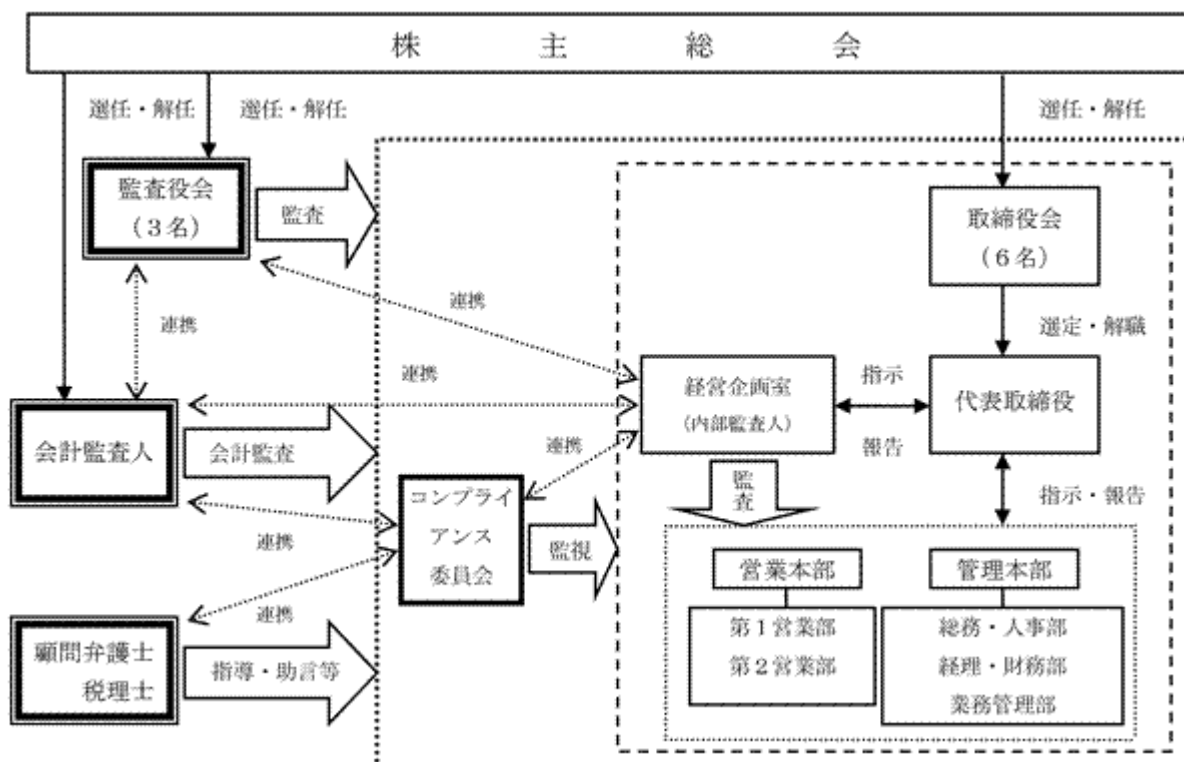 株主総会
選任・解任
選任・解任
選任・解任
監査役会
(3名)
監査
取締役会
(6名)
連携
連携
選定・解職
連携
経営企画室
(内部監査人)
指示
報告
代表取締役
会計監査人
会計監査
連携
監査
指示・報告
コンプライ
アンス
委員会
監視
連携
営業本部
管理本部
連携
第1営業部
第2営業部
総務・人事部
経理・財務部
業務管理部
顧問弁護士
税理士
指導・助言等